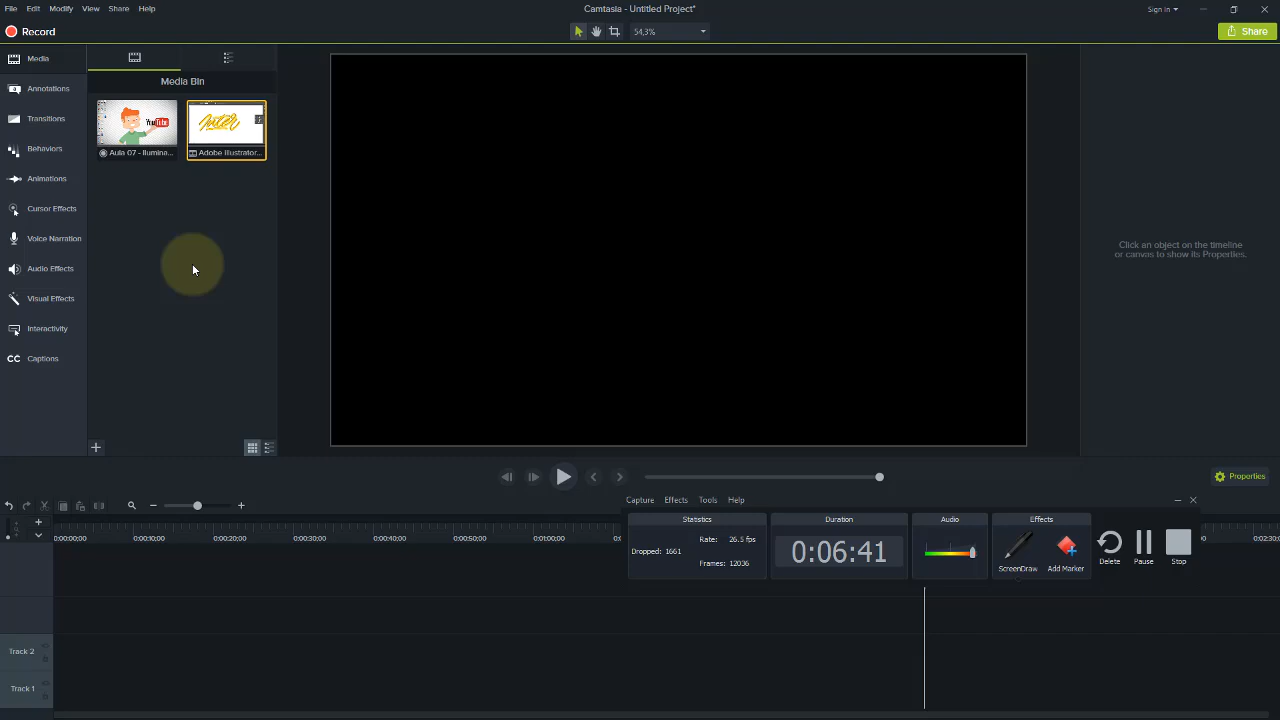 File Edit Modify View Share Help
Camtasia - Untitled Project*
Sign in
Record
54,3%
Share
Media
Annotations
Transitions
Behaviors
Animations
Cursor Effects
Voice Narration
Audio Effects
Visual Effects
Interactivity
CC Captions
Media Bin
YouTube
Inter
Aula 07 - Ilumina...
Adobe Illustrator...
Click an object on the timeline
or canvas to show its Properties.
Properties
Capture Effects Tools Help
Statistics
Duration
Audio
Effects
Rate: 26.5 fps
Dropped: 1661
Frames: 12036
0:06:41
ScreenDraw
Add Marker
Delete
Pause
Stop
0:00:00;00 0:00:10;00 0:00:20;00 0:00:30;00 0:00:40;00 0:00:50;00 0:01:00;00
Track 2
Track 1